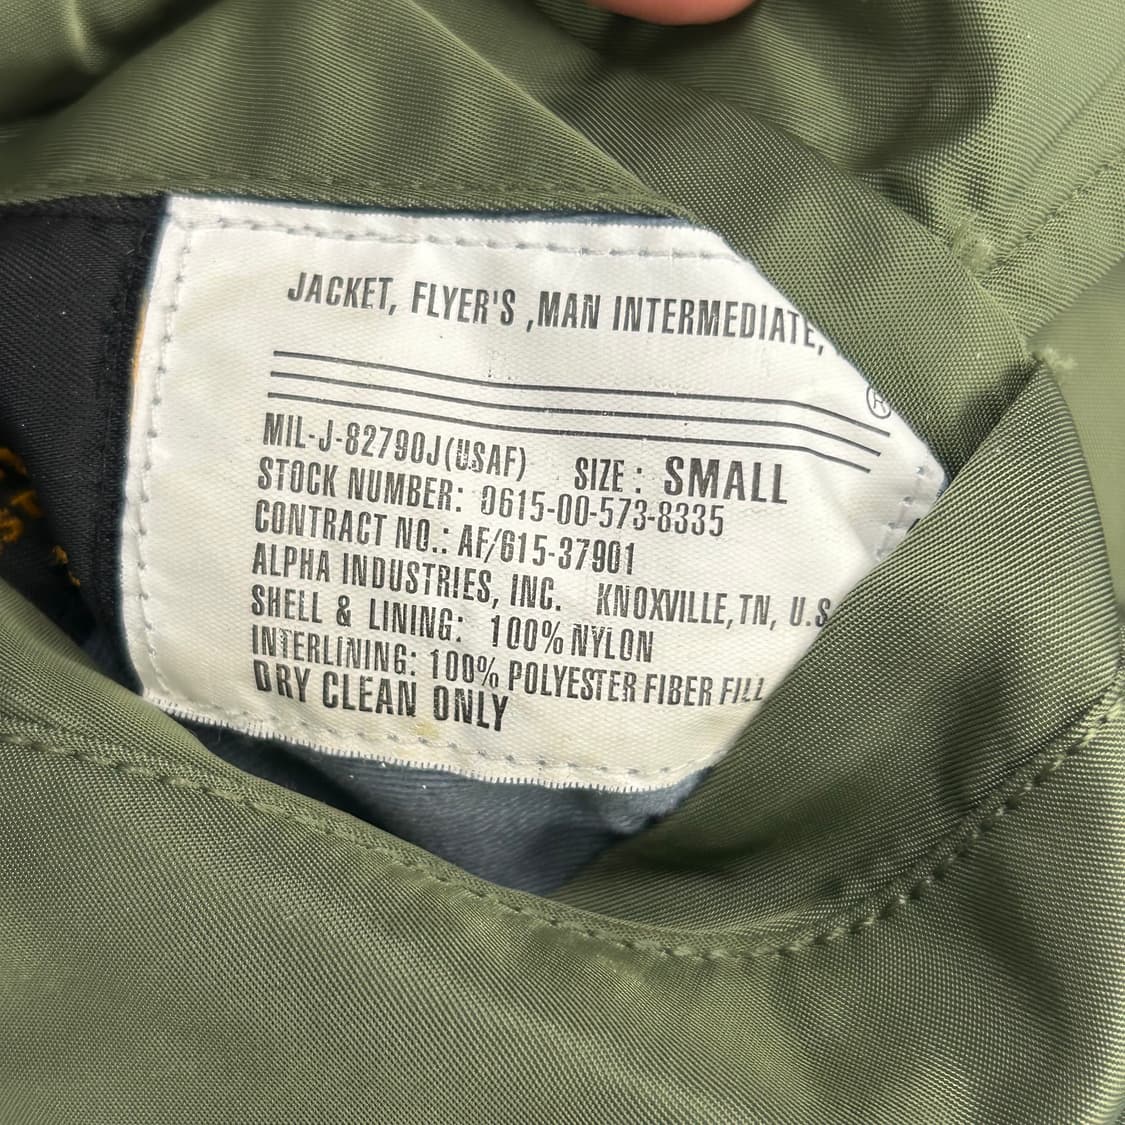 JACKET, FLYER'S ,MAN INTERMEDIATE,
®
MIL-J-82790J(USAF) SIZE: SMALL
STOCK NUMBER: 0615-00-573-8335
CONTRACT NO.: AF/615-37901
ALPHA INDUSTRIES, INC. KNOXVILLE, TN, U.S
SHELL & LINING: 100% NYLON
INTERLINING: 100% POLYESTER FIBER FILL
DRY CLEAN ONLY